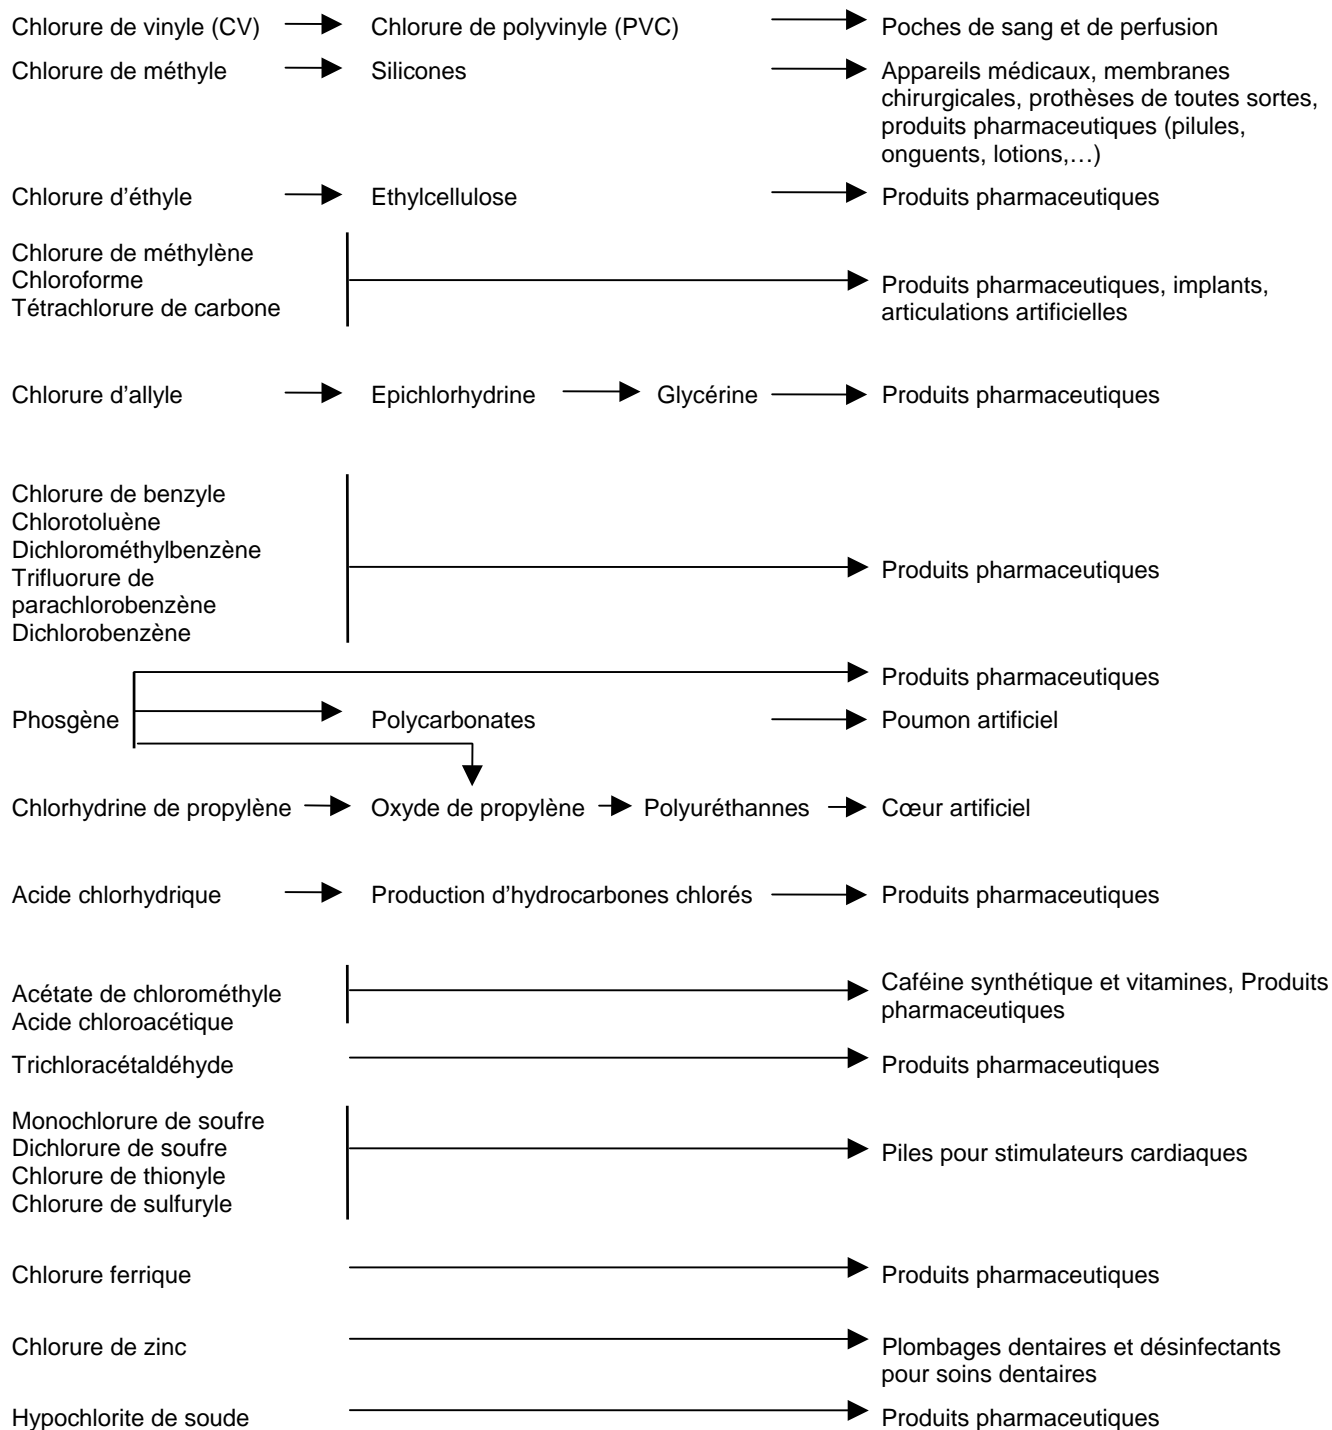 Chlorure de vinyle (CV) Chlorure de polyvinyle (PVC) Poches de sang et de perfusion
Chlorure de méthyle Silicones Appareils médicaux, membranes
chirurgicales, prothèses de toutes sortes,
produits pharmaceutiques (pilules,
onguents, lotions,…)
Chlorure d'éthyle Ethylcellulose Produits pharmaceutiques
Chlorure de méthylène
Chloroforme
Tétrachlorure de carbone
Produits pharmaceutiques, implants,
articulations artificielles
Chlorure d'allyle Epichlorhydrine Glycérine Produits pharmaceutiques
Chlorure de benzyle
Chlorotoluène
Dichlorométhylbenzène
Trifluorure de
parachlorobenzène
Dichlorobenzène
Produits pharmaceutiques
Produits pharmaceutiques
Phosgène Polycarbonates Poumon artificiel
Chlorhydrine de propylène Oxyde de propylène Polyuréthannes Cœur artificiel
Acide chlorhydrique Production d'hydrocarbones chlorés Produits pharmaceutiques
Acétate de chlorométhyle
Acide chloroacétique
Caféine synthétique et vitamines, Produits
pharmaceutiques
Trichloracétaldéhyde Produits pharmaceutiques
Monochlorure de soufre
Dichlorure de soufre
Chlorure de thionyle
Chlorure de sulfuryle
Piles pour stimulateurs cardiaques
Chlorure ferrique Produits pharmaceutiques
Chlorure de zinc Plombages dentaires et désinfectants
pour soins dentaires
Hypochlorite de soude Produits pharmaceutiques